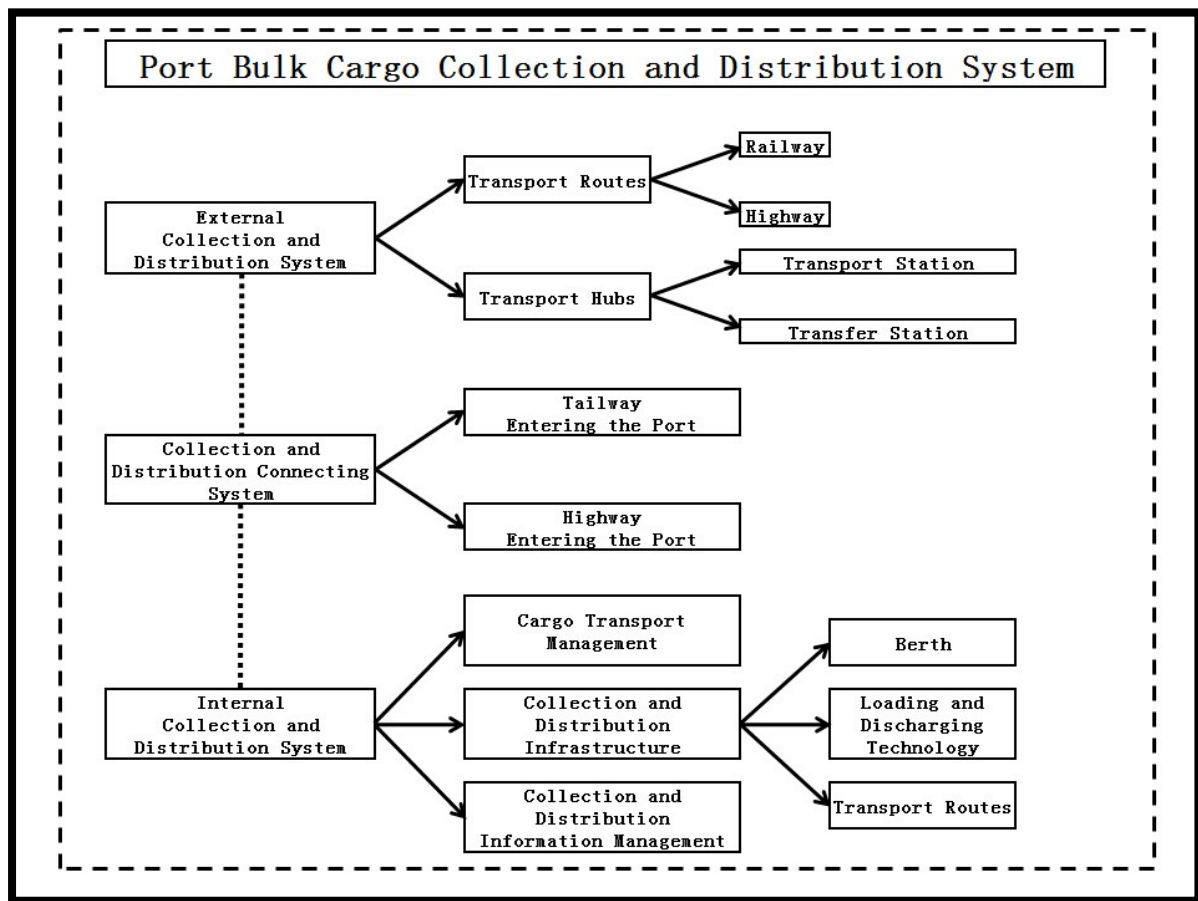 Port Bulk Cargo Collection and Distribution System
External
Collection and
Distribution System
Transport Routes
Railway
Highway
Transport Hubs
Transport Station
Transfer Station
Collection and
Distribution Connecting
System
Tailway
Entering the Port
Highway
Entering the Port
Internal
Collection and
Distribution System
Cargo Transport
Management
Collection and
Distribution
Infrastructure
Berth
Loading and
Discharging
Technology
Transport Routes
Collection and
Distribution
Information Management